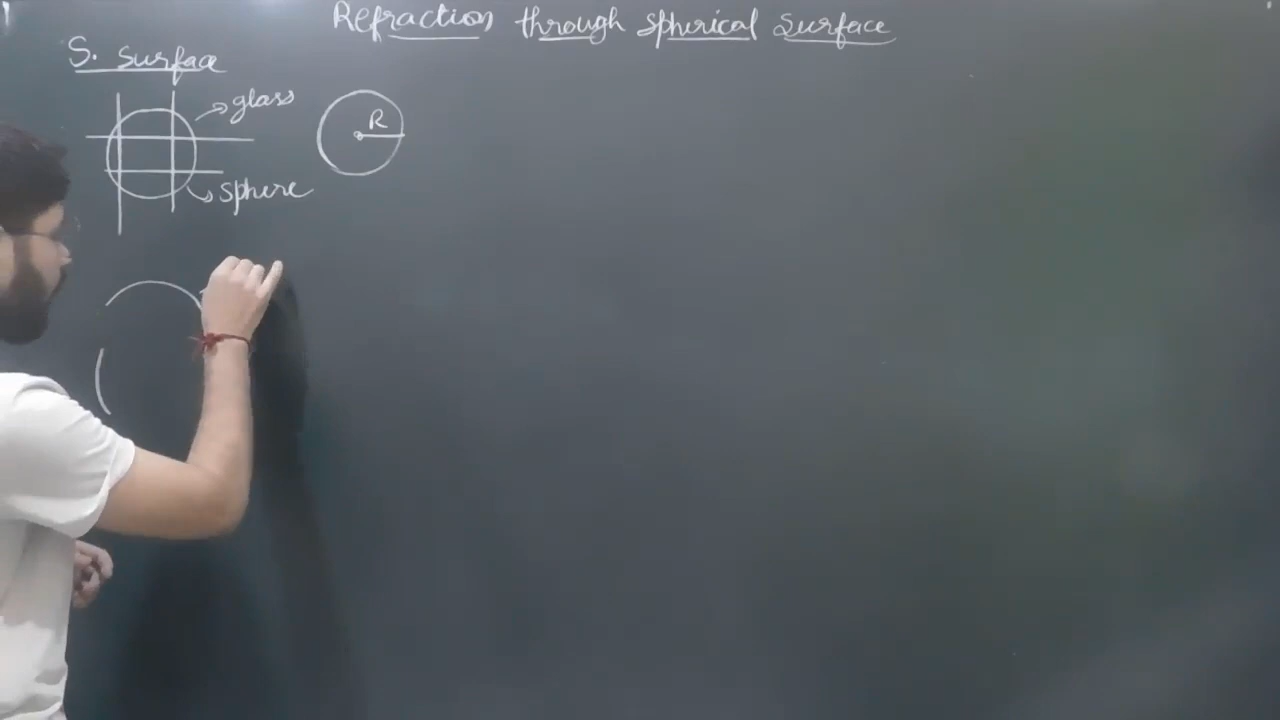 Refraction through spherical surface
S. surface
glass
R
sphere